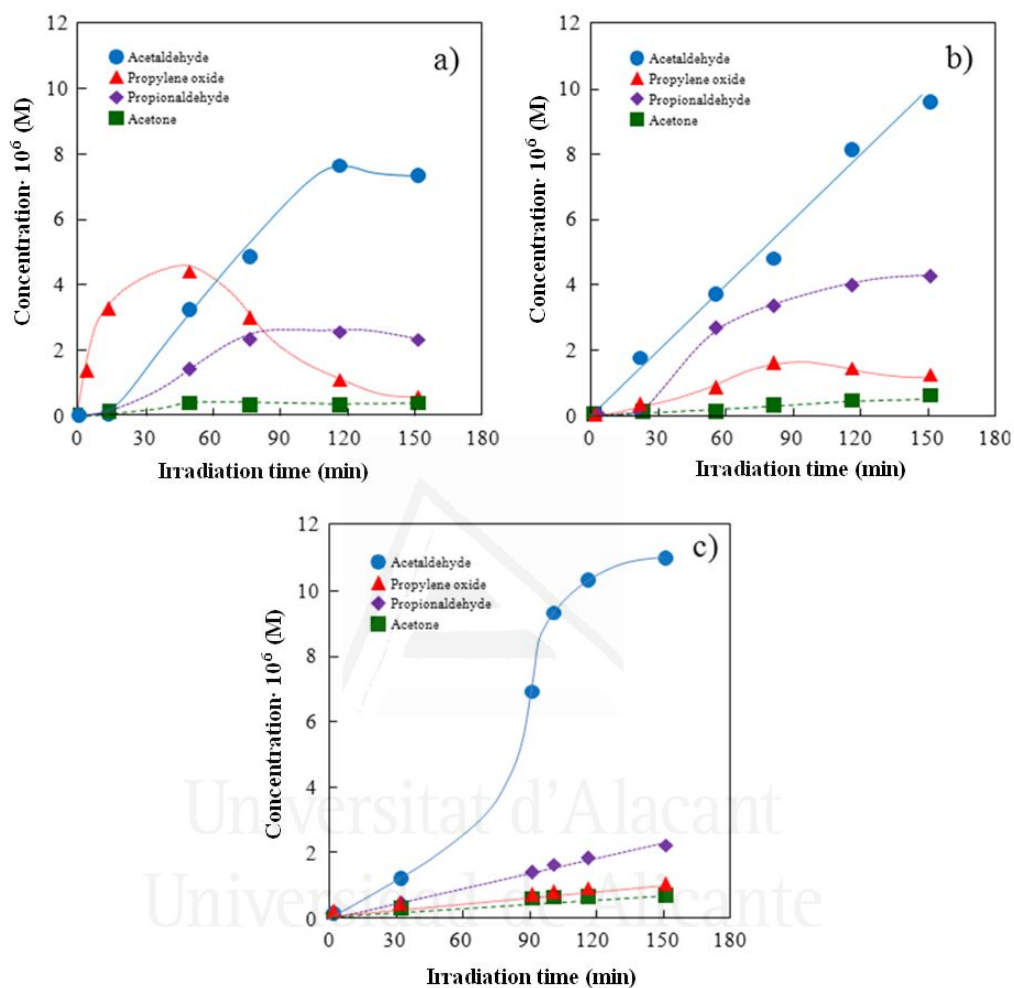 a)
Acetaldehyde
Propylene oxide
Propionaldehyde
Acetone
Concentration· 10⁶ (M)
12
10
8
6
4
2
0
0 30 60 90 120 150 180
Irradiation time (min)
b)
Acetaldehyde
Propylene oxide
Propionaldehyde
Acetone
Concentration· 10⁶ (M)
12
10
8
6
4
2
0
0 30 60 90 120 150 180
Irradiation time (min)
c)
Acetaldehyde
Propylene oxide
Propionaldehyde
Acetone
Concentration· 10⁶ (M)
12
10
8
6
4
2
0
0 30 60 90 120 150 180
Irradiation time (min)
Universitat d'Alacant
Universidad de Alicante